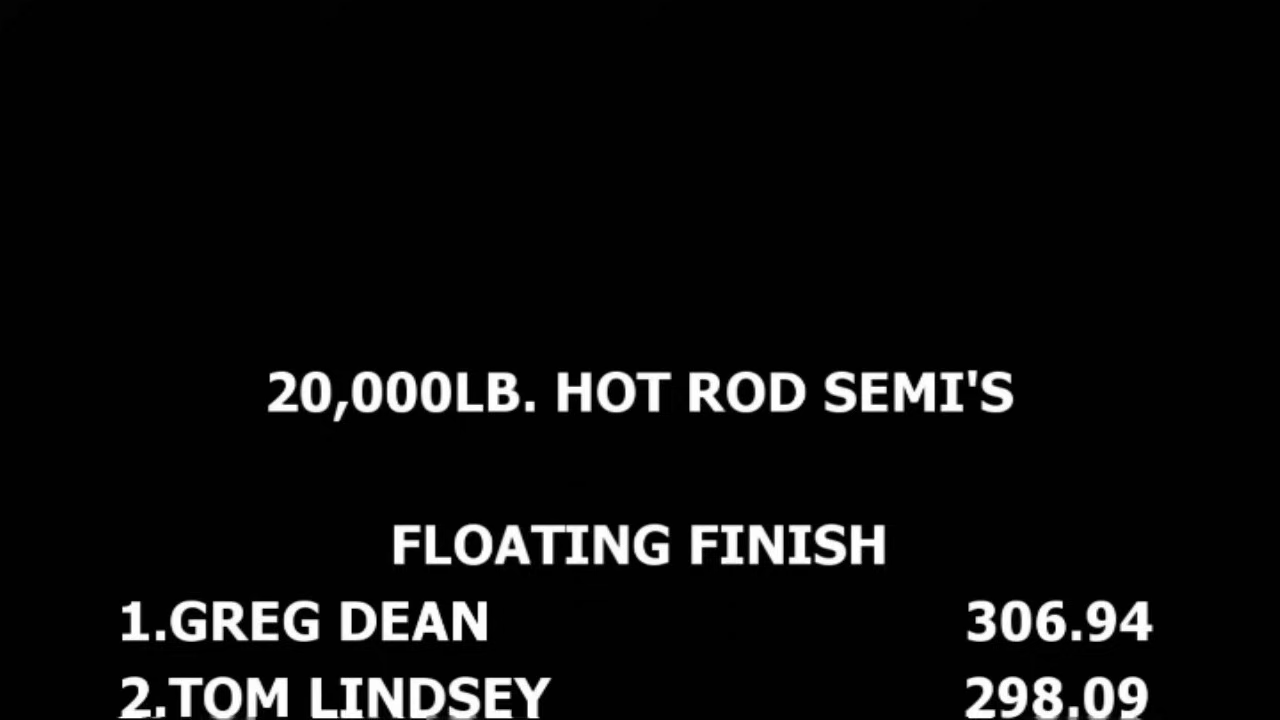 20,000LB. HOT ROD SEMI'S
FLOATING FINISH
1.GREG DEAN 306.94
2.TOM LINDSEY 298.09